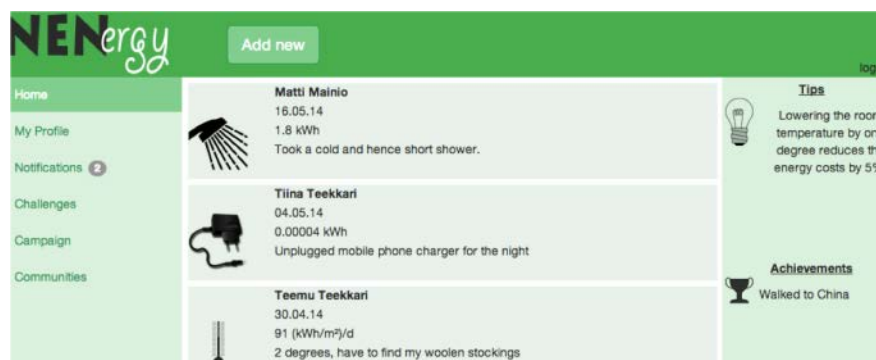 NENergy
Add new
log
Home
My Profile
Notifications 2
Challenges
Campaign
Communities
Matti Mainio
16.05.14
1.8 kWh
Took a cold and hence short shower.
Tiina Teekkari
04.05.14
0.00004 kWh
Unplugged mobile phone charger for the night
Teemu Teekkari
30.04.14
91 (kWh/m²)/d
2 degrees, have to find my woolen stockings
Tips
Lowering the roor
temperature by on
degree reduces th
energy costs by 5%
Achievements
Walked to China